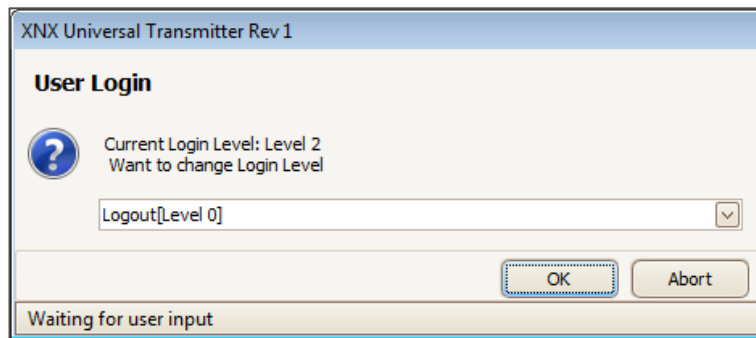 XNX Universal Transmitter Rev 1
User Login
Current Login Level: Level 2
Want to change Login Level
Logout[Level 0]
OK Abort
Waiting for user input